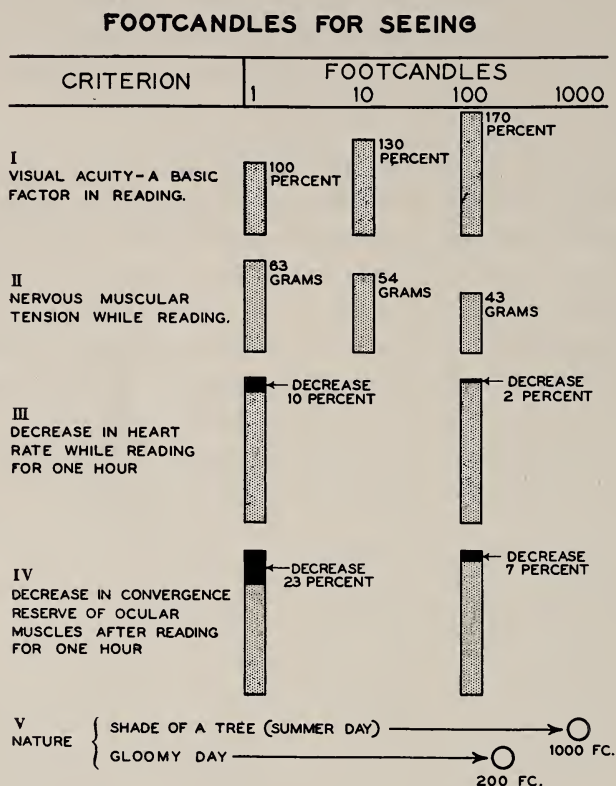 FOOTCANDLES FOR SEEING
CRITERION
FOOTCANDLES
1 10 100 1000
I
VISUAL ACUITY-A BASIC
FACTOR IN READING.
100
PERCENT
130
PERCENT
170
PERCENT
II
NERVOUS MUSCULAR
TENSION WHILE READING.
63
GRAMS
54
GRAMS
43
GRAMS
III
DECREASE IN HEART
RATE WHILE READING
FOR ONE HOUR
DECREASE
10 PERCENT
DECREASE
2 PERCENT
IV
DECREASE IN CONVERGENCE
RESERVE OF OCULAR
MUSCLES AFTER READING
FOR ONE HOUR
DECREASE
23 PERCENT
DECREASE
7 PERCENT
V
NATURE
SHADE OF A TREE (SUMMER DAY)
1000 FC.
GLOOMY DAY
200 FC.